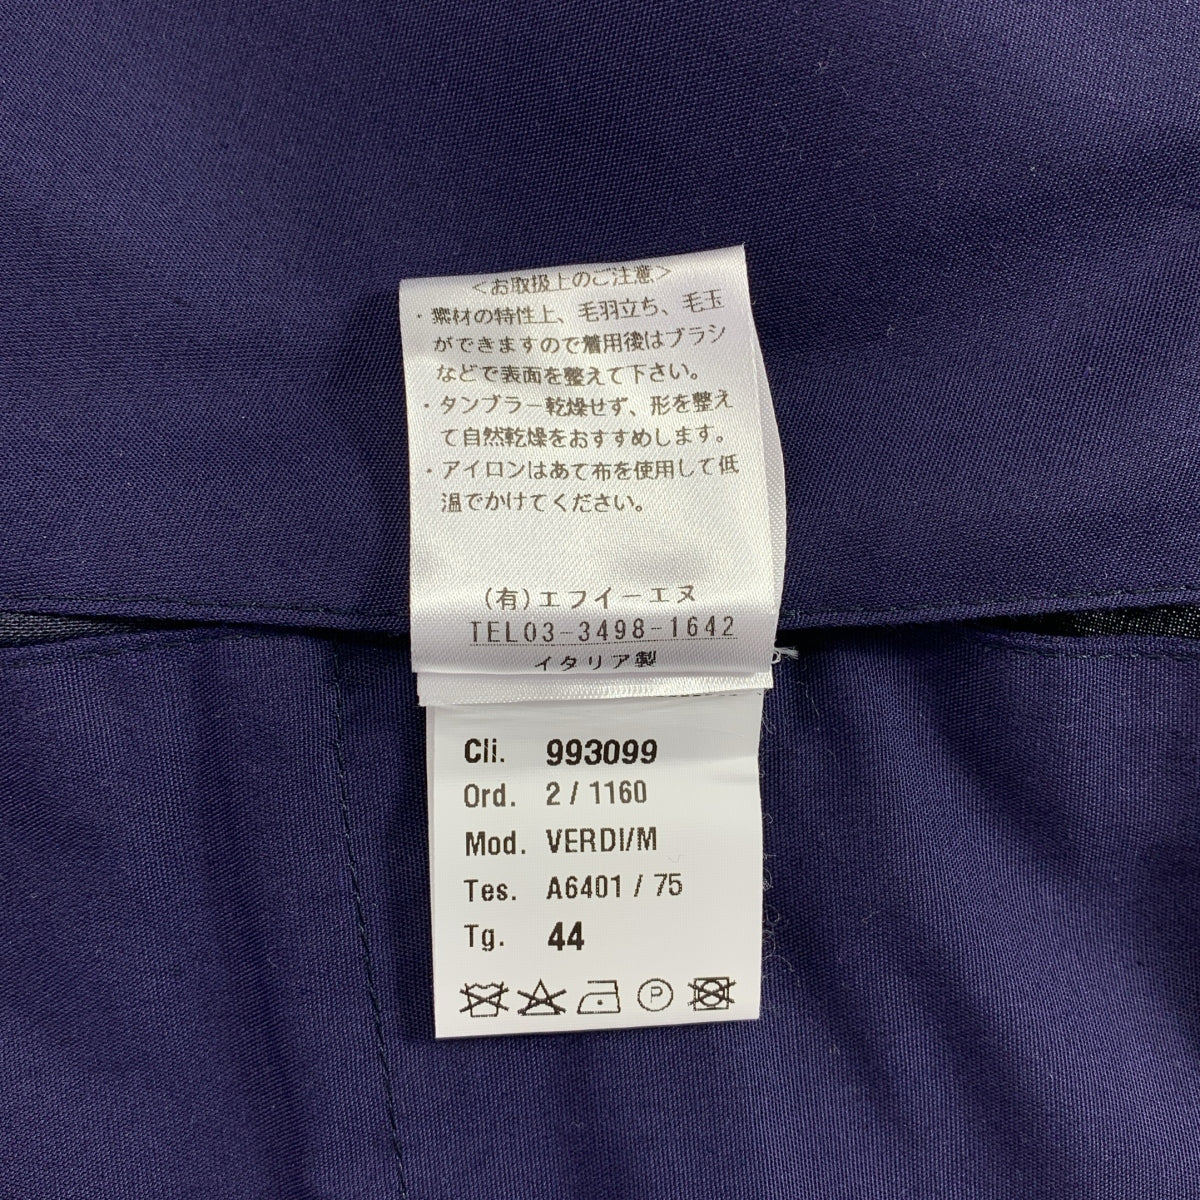 <お取扱上のご注意>
・素材の特性上、毛羽立ち、毛玉
ができますので着用後はブラシ
などで表面を整えて下さい。
・タンブラー乾燥せず、形を整え
て自然乾燥をおすすめします。
・アイロンはあて布を使用して低
温でかけてください。
(有)エフイーエヌ
TEL03-3498-1642
イタリア製
Cli. 993099
Ord. 2 / 1160
Mod. VERDI/M
Tes. A6401 / 75
Tg. 44
P